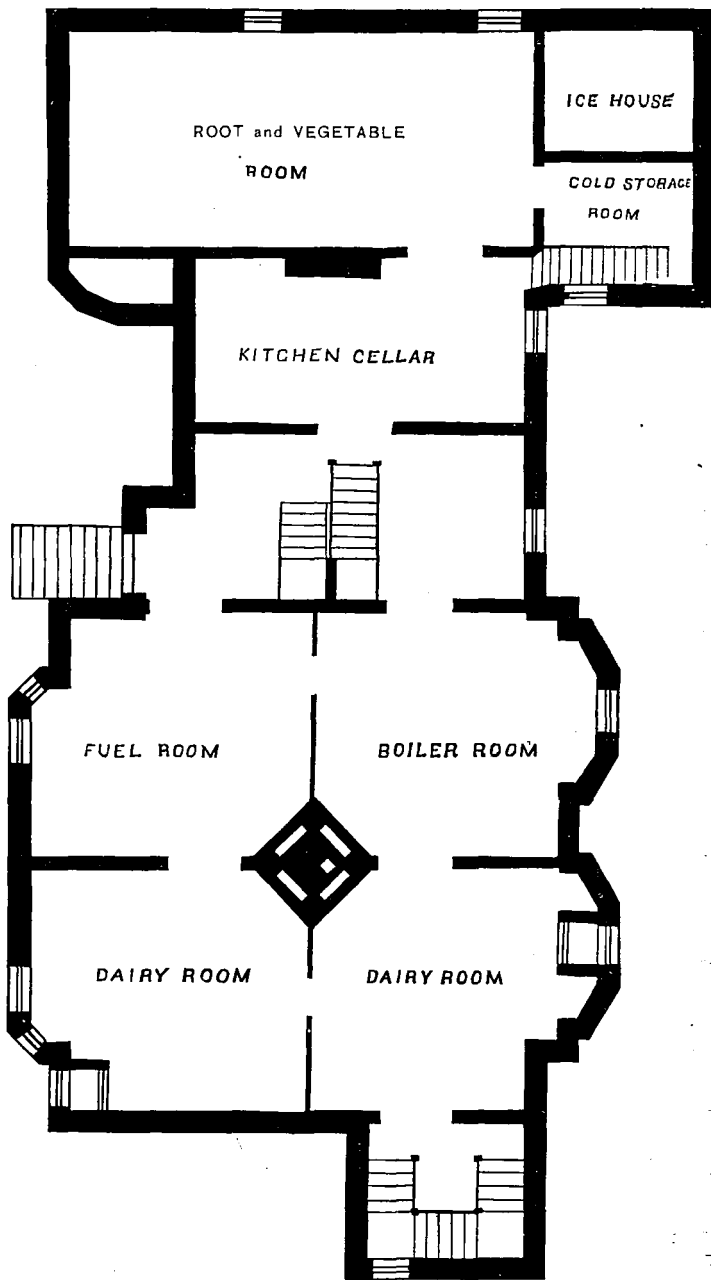 ICE HOUSE
ROOT and VEGETABLE
ROOM
COLD STORAGE
ROOM
KITCHEN CELLAR
FUEL ROOM
BOILER ROOM
DAIRY ROOM
DAIRY ROOM